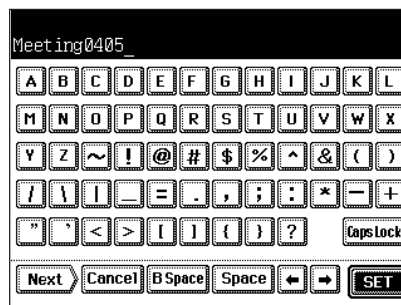 Meeting0405_
A B C D E F G H I J K L
M N O P Q R S T U V W X
Y Z ~ ! @ # $ % ^ & ( )
/ \ | _ = . , ; : * − +
" ' < > [ ] { } ? Caps Lock
Next Cancel B Space Space ← → SET